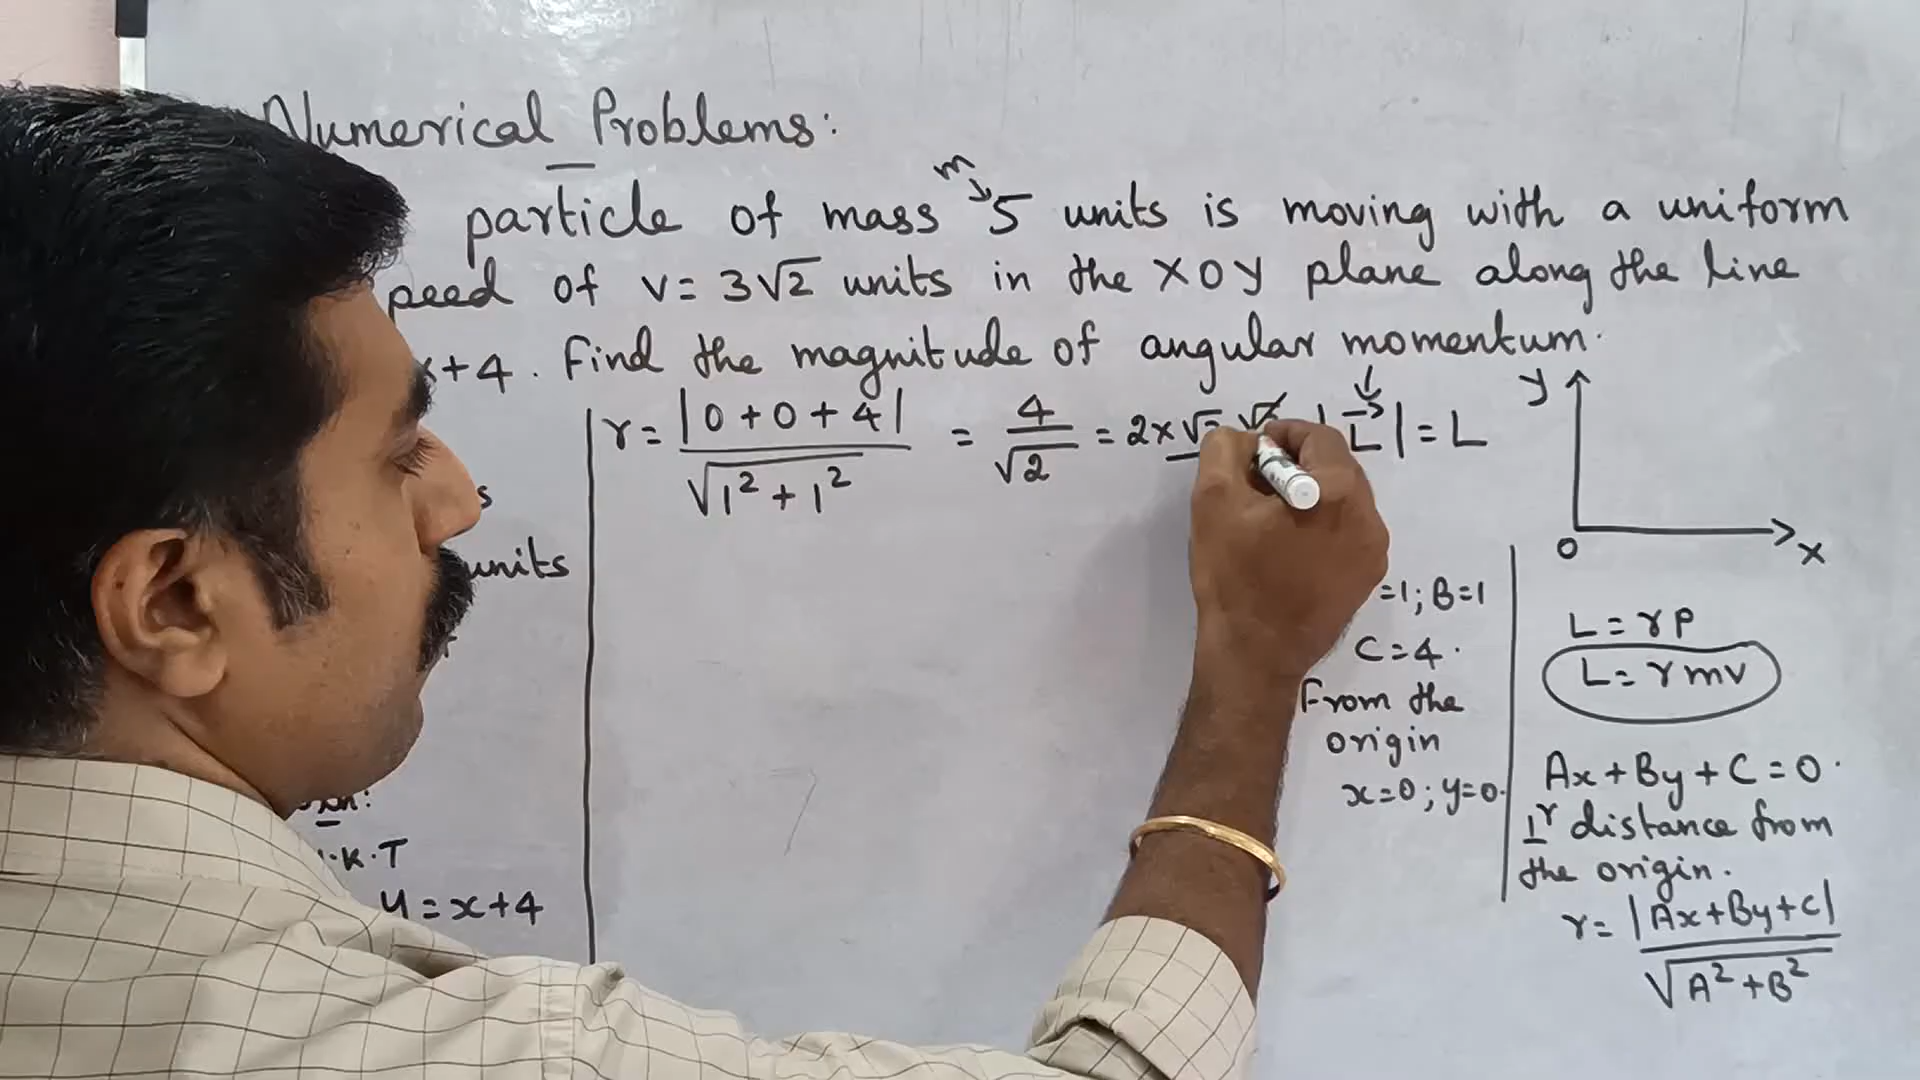 Numerical Problems:
m
particle of mass 5 units is moving with a uniform
peed of v = 3√2 units in the XOY plane along the line
x+4. Find the magnitude of angular momentum.
r = |0+0+4| / √1²+1² = 4/√2 = 2×√2
|L⃗| = L
y
O
x
s
units
W.K.T
y = x+4
=1; B=1
C=4.
From the
origin
x=0; y=0.
L = rp
L = rmv
Ax+By+C=0.
⊥r distance from
the origin.
r = |Ax+By+C| / √A²+B²